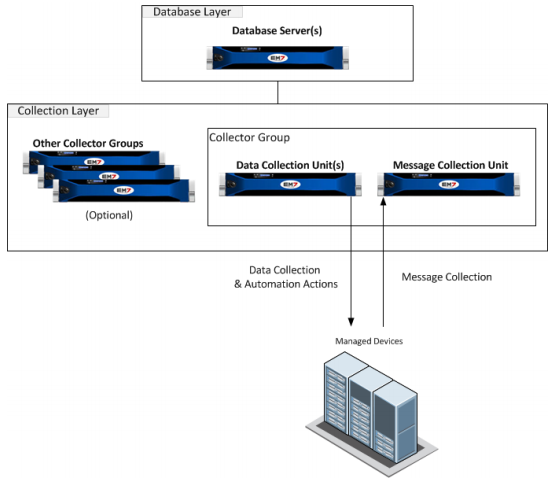 Database Layer
Database Server(s)
EM7
Collection Layer
Collector Group
Other Collector Groups
EM7
EM7
EM7
(Optional)
Data Collection Unit(s)
EM7
Message Collection Unit
EM7
Data Collection
& Automation Actions
Message Collection
Managed Devices